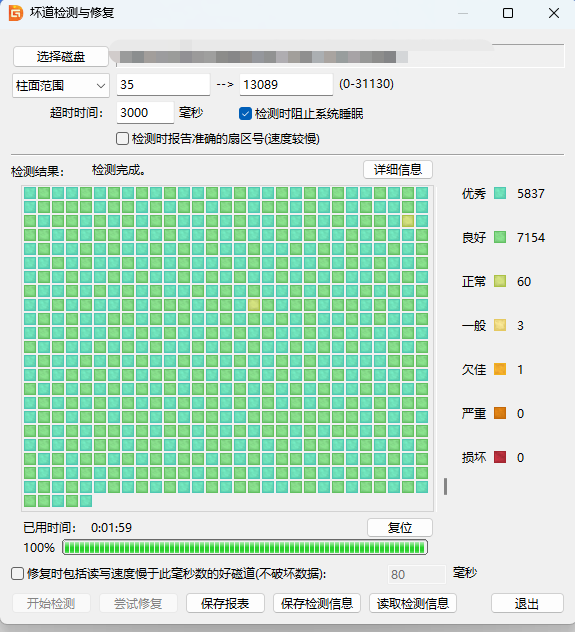 坏道检测与修复
选择磁盘
柱面范围 35 --> 13089 (0-31130)
超时时间: 3000 毫秒 检测时阻止系统睡眠
检测时报告准确的扇区号(速度较慢)
检测结果: 检测完成。 详细信息
优秀 5837
良好 7154
正常 60
一般 3
欠佳 1
严重 0
损坏 0
已用时间: 0:01:59 复位
100%
修复时包括读写速度慢于此毫秒数的好磁道(不破坏数据): 80 毫秒
开始检测 尝试修复 保存报表 保存检测信息 读取检测信息 退出